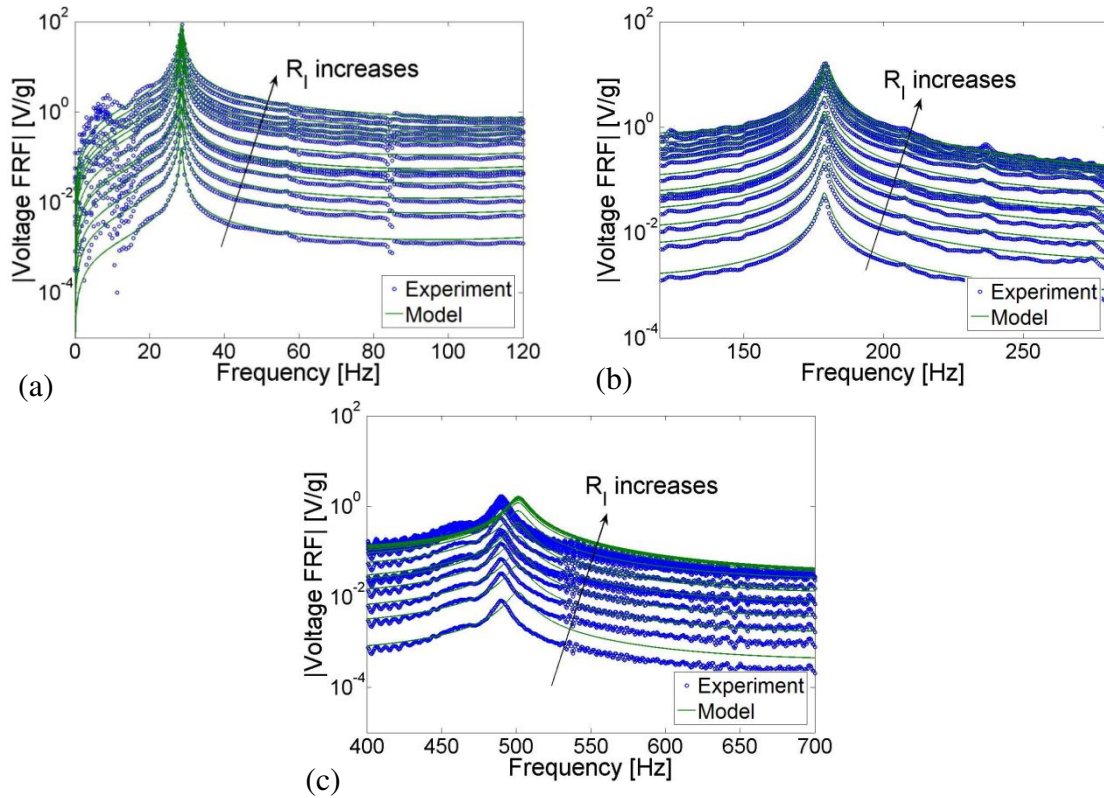 10^2
10^0
10^-2
10^-4
|Voltage FRF| [V/g]
R_l increases
Experiment
Model
0 20 40 60 80 100 120
Frequency [Hz]
(a)
10^2
10^0
10^-2
10^-4
|Voltage FRF| [V/g]
R_l increases
Experiment
Model
150 200 250
Frequency [Hz]
(b)
10^2
10^0
10^-2
10^-4
|Voltage FRF| [V/g]
R_l increases
Experiment
Model
400 450 500 550 600 650 700
Frequency [Hz]
(c)